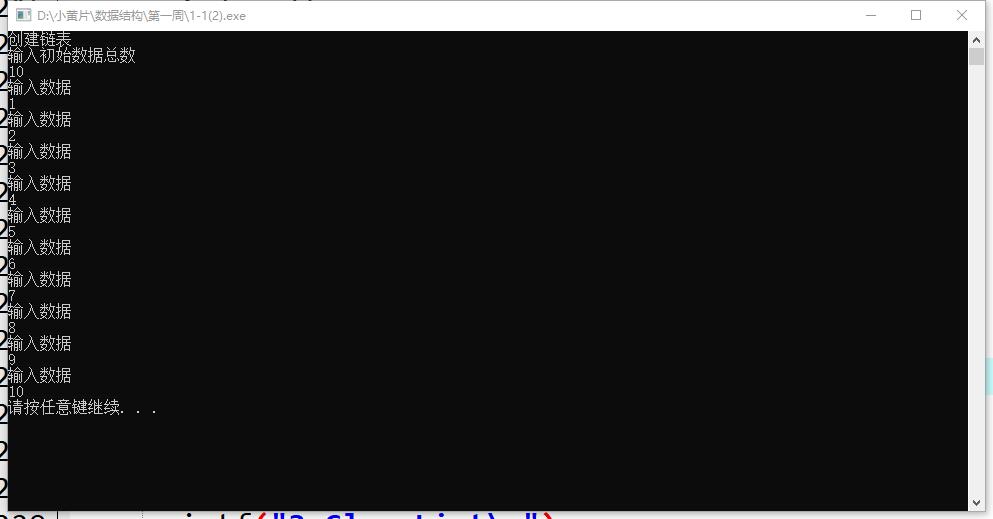 D:\小黄片\数据结构\第一周\1-1(2).exe
创建链表
输入初始数据总数
10
输入数据
1
输入数据
2
输入数据
3
输入数据
4
输入数据
5
输入数据
6
输入数据
7
输入数据
8
输入数据
9
输入数据
10
请按任意键继续. . .